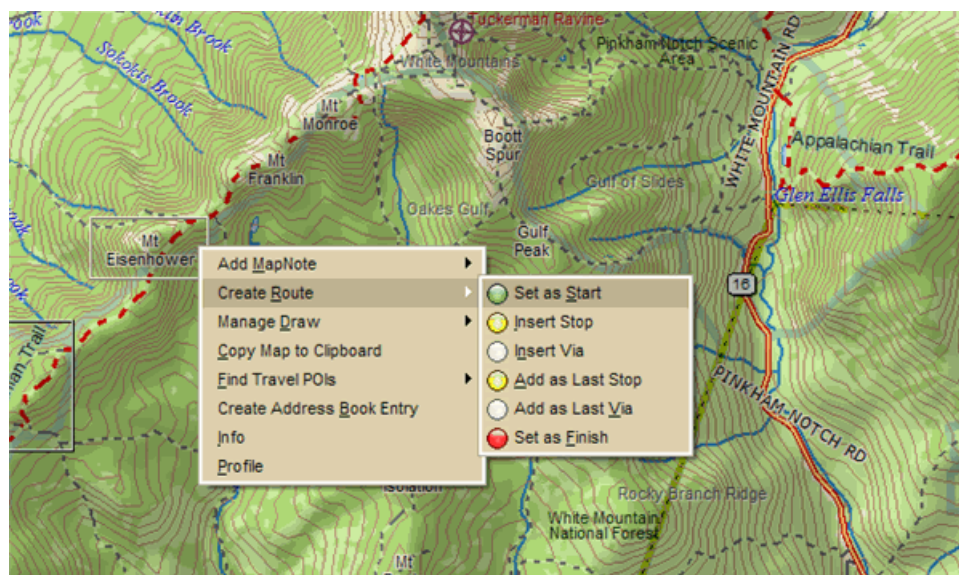 Brook
Sokokis Brook
Tuckerman Ravine
White Mountains
Pinkham Notch Scenic
Area
WHITE MOUNTAIN RD
Mt
Monroe
Boott
Spur
Appalachian Trail
Mt
Franklin
Gulf of Slides
Glen Ellis Falls
Oakes Gulf
Mt
Eisenhower
Gulf
Peak
16
Add MapNote
Create Route
Manage Draw
Copy Map to Clipboard
Find Travel POIs
Create Address Book Entry
Info
Profile
Set as Start
Insert Stop
Insert Via
Add as Last Stop
Add as Last Via
Set as Finish
Trail
PINKHAM NOTCH RD
Rocky Branch Ridge
White Mountain
National Forest
Mt